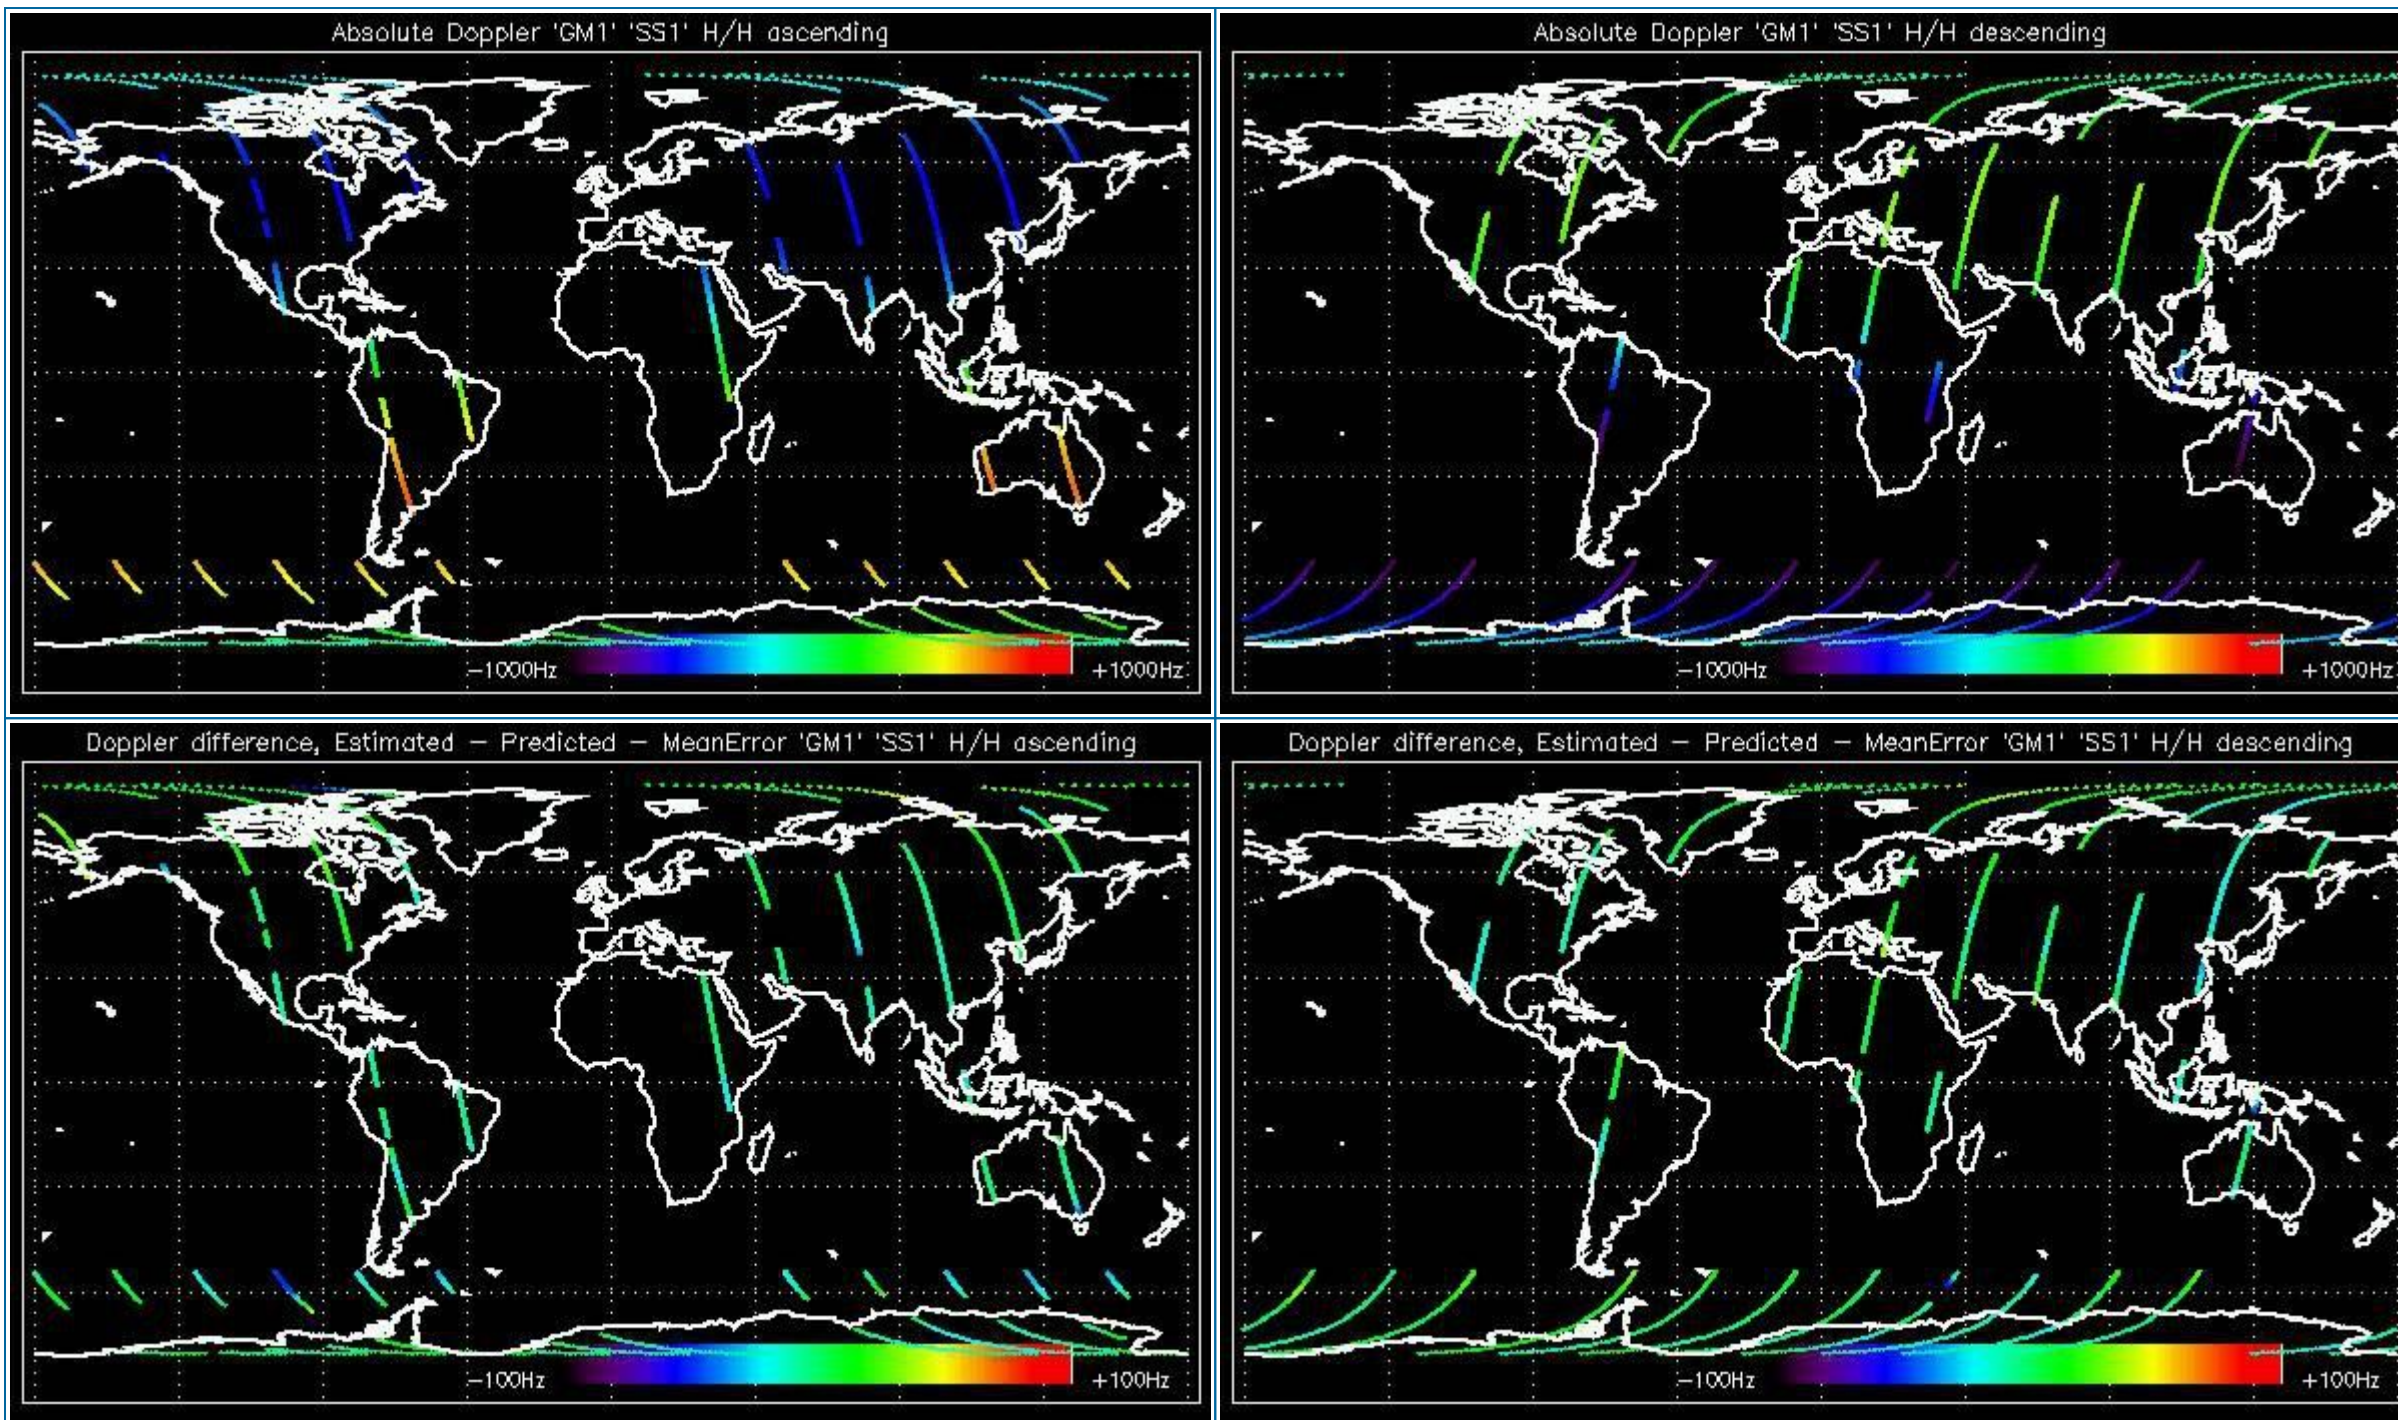 Absolute Doppler 'GM1' 'SS1' H/H ascending
−1000Hz +1000Hz
Absolute Doppler 'GM1' 'SS1' H/H descending
−1000Hz +1000Hz
Doppler difference, Estimated − Predicted − MeanError 'GM1' 'SS1' H/H ascending
−100Hz +100Hz
Doppler difference, Estimated − Predicted − MeanError 'GM1' 'SS1' H/H descending
−100Hz +100Hz